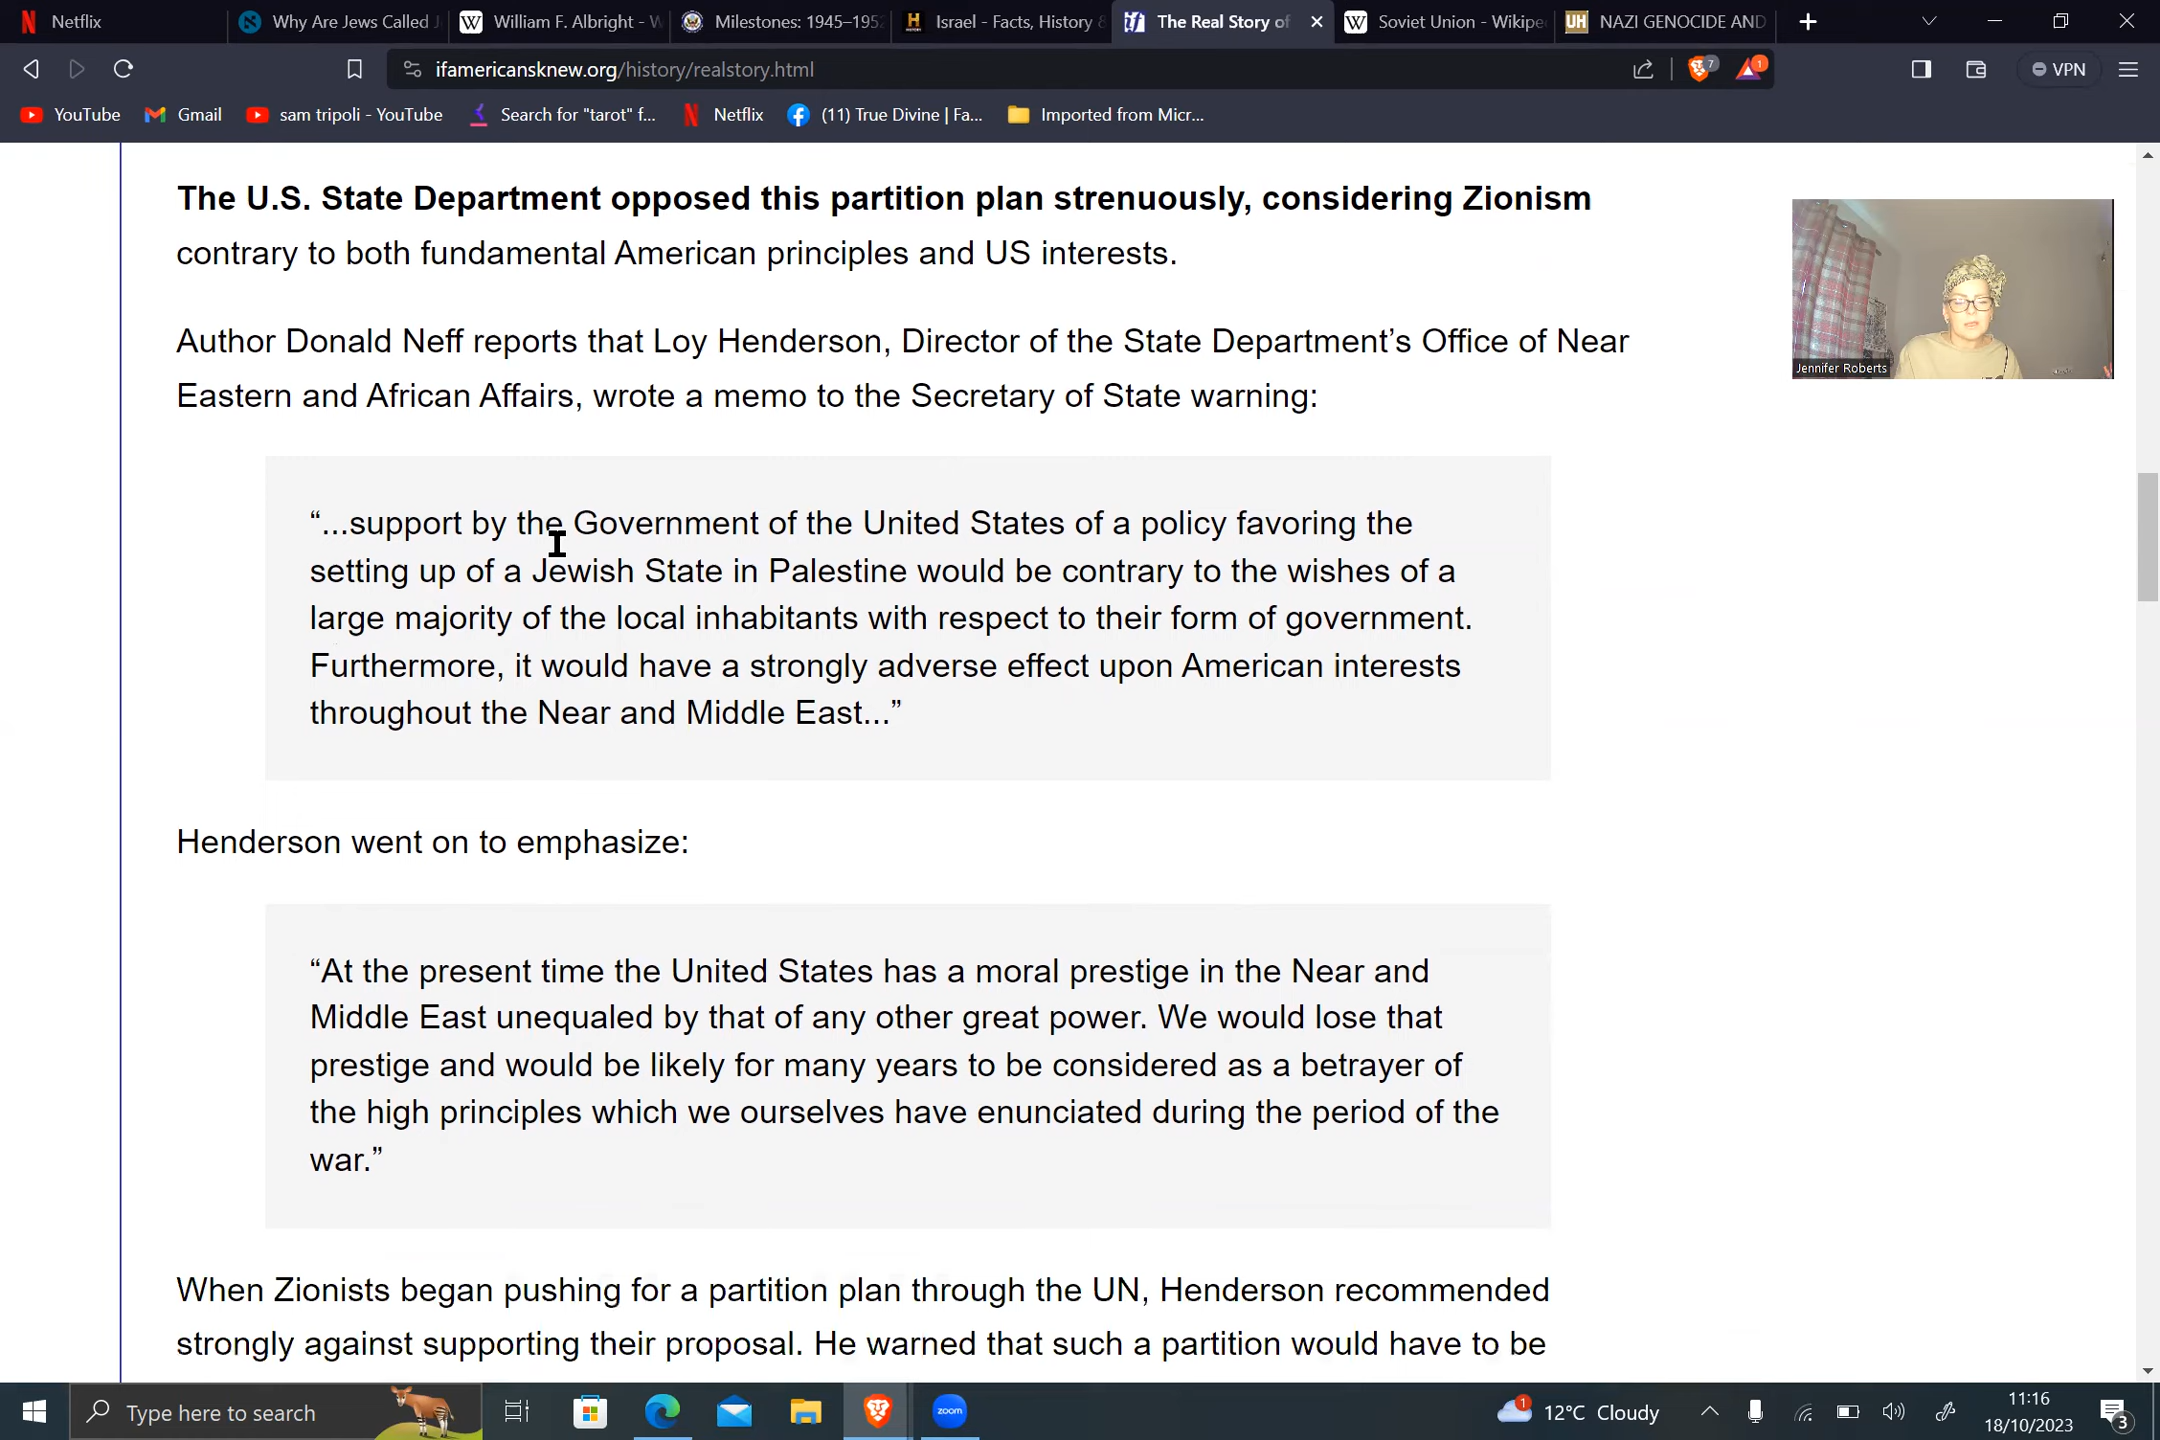 Netflix
Why Are Jews Called J
William F. Albright - W
Milestones: 1945–1952
Israel - Facts, History &
The Real Story of
Soviet Union - Wikipe
NAZI GENOCIDE AND
ifamericansknew.org/history/realstory.html
7
1
VPN
YouTube
Gmail
sam tripoli - YouTube
Search for "tarot" f...
Netflix
(11) True Divine | Fa...
Imported from Micr...
The U.S. State Department opposed this partition plan strenuously, considering Zionism
contrary to both fundamental American principles and US interests.
Jennifer Roberts
Author Donald Neff reports that Loy Henderson, Director of the State Department’s Office of Near
Eastern and African Affairs, wrote a memo to the Secretary of State warning:
“...support by the Government of the United States of a policy favoring the
setting up of a Jewish State in Palestine would be contrary to the wishes of a
large majority of the local inhabitants with respect to their form of government.
Furthermore, it would have a strongly adverse effect upon American interests
throughout the Near and Middle East...”
Henderson went on to emphasize:
“At the present time the United States has a moral prestige in the Near and
Middle East unequaled by that of any other great power. We would lose that
prestige and would be likely for many years to be considered as a betrayer of
the high principles which we ourselves have enunciated during the period of the
war.”
When Zionists began pushing for a partition plan through the UN, Henderson recommended
strongly against supporting their proposal. He warned that such a partition would have to be
Type here to search
zoom
1
12°C Cloudy
11:16
18/10/2023
3